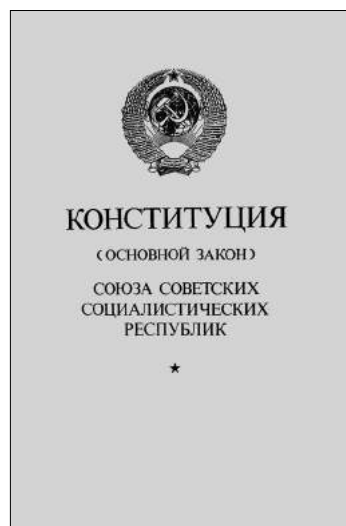 КОНСТИТУЦИЯ
(ОСНОВНОЙ ЗАКОН)
СОЮЗА СОВЕТСКИХ
СОЦИАЛИСТИЧЕСКИХ
РЕСПУБЛИК